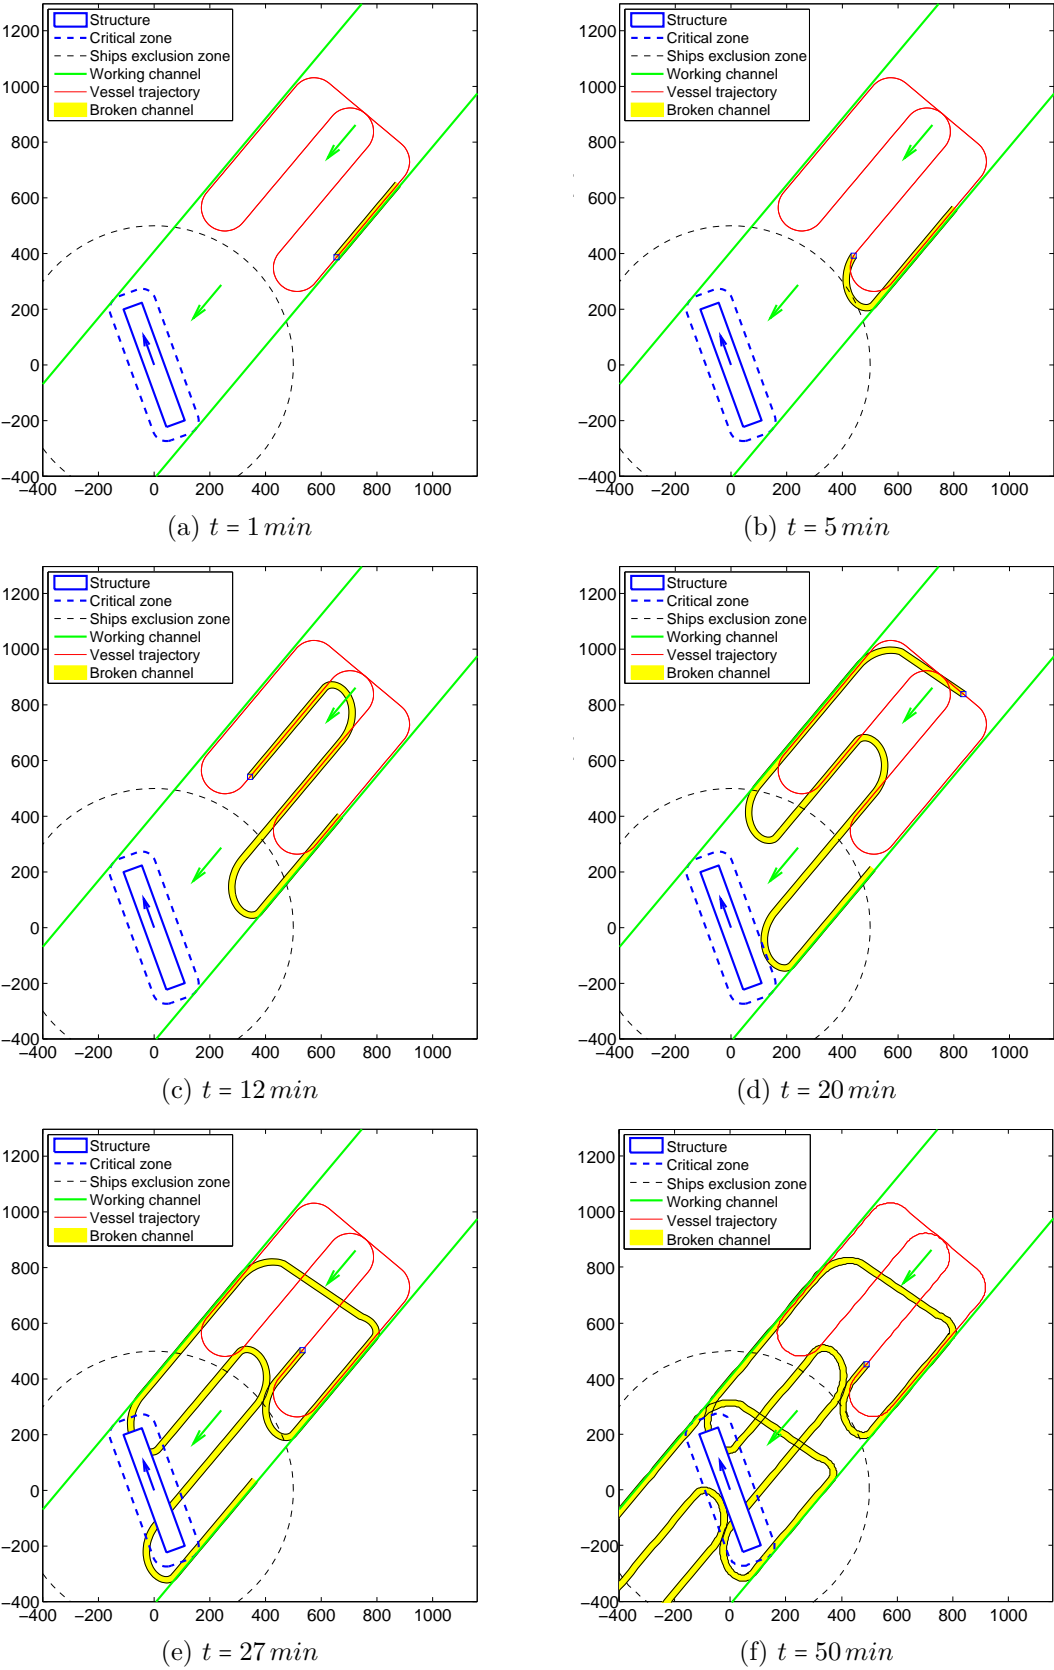 1200
1000
800
600
400
200
0
−200
−400
Structure
Critical zone
Ships exclusion zone
Working channel
Vessel trajectory
Broken channel
−400 −200 0 200 400 600 800 1000
(a) t = 1 min
1200
1000
800
600
400
200
0
−200
−400
Structure
Critical zone
Ships exclusion zone
Working channel
Vessel trajectory
Broken channel
−400 −200 0 200 400 600 800 1000
(b) t = 5 min
1200
1000
800
600
400
200
0
−200
−400
Structure
Critical zone
Ships exclusion zone
Working channel
Vessel trajectory
Broken channel
−400 −200 0 200 400 600 800 1000
(c) t = 12 min
1200
1000
800
600
400
200
0
−200
−400
Structure
Critical zone
Ships exclusion zone
Working channel
Vessel trajectory
Broken channel
−400 −200 0 200 400 600 800 1000
(d) t = 20 min
1200
1000
800
600
400
200
0
−200
−400
Structure
Critical zone
Ships exclusion zone
Working channel
Vessel trajectory
Broken channel
−400 −200 0 200 400 600 800 1000
(e) t = 27 min
1200
1000
800
600
400
200
0
−200
−400
Structure
Critical zone
Ships exclusion zone
Working channel
Vessel trajectory
Broken channel
−400 −200 0 200 400 600 800 1000
(f) t = 50 min